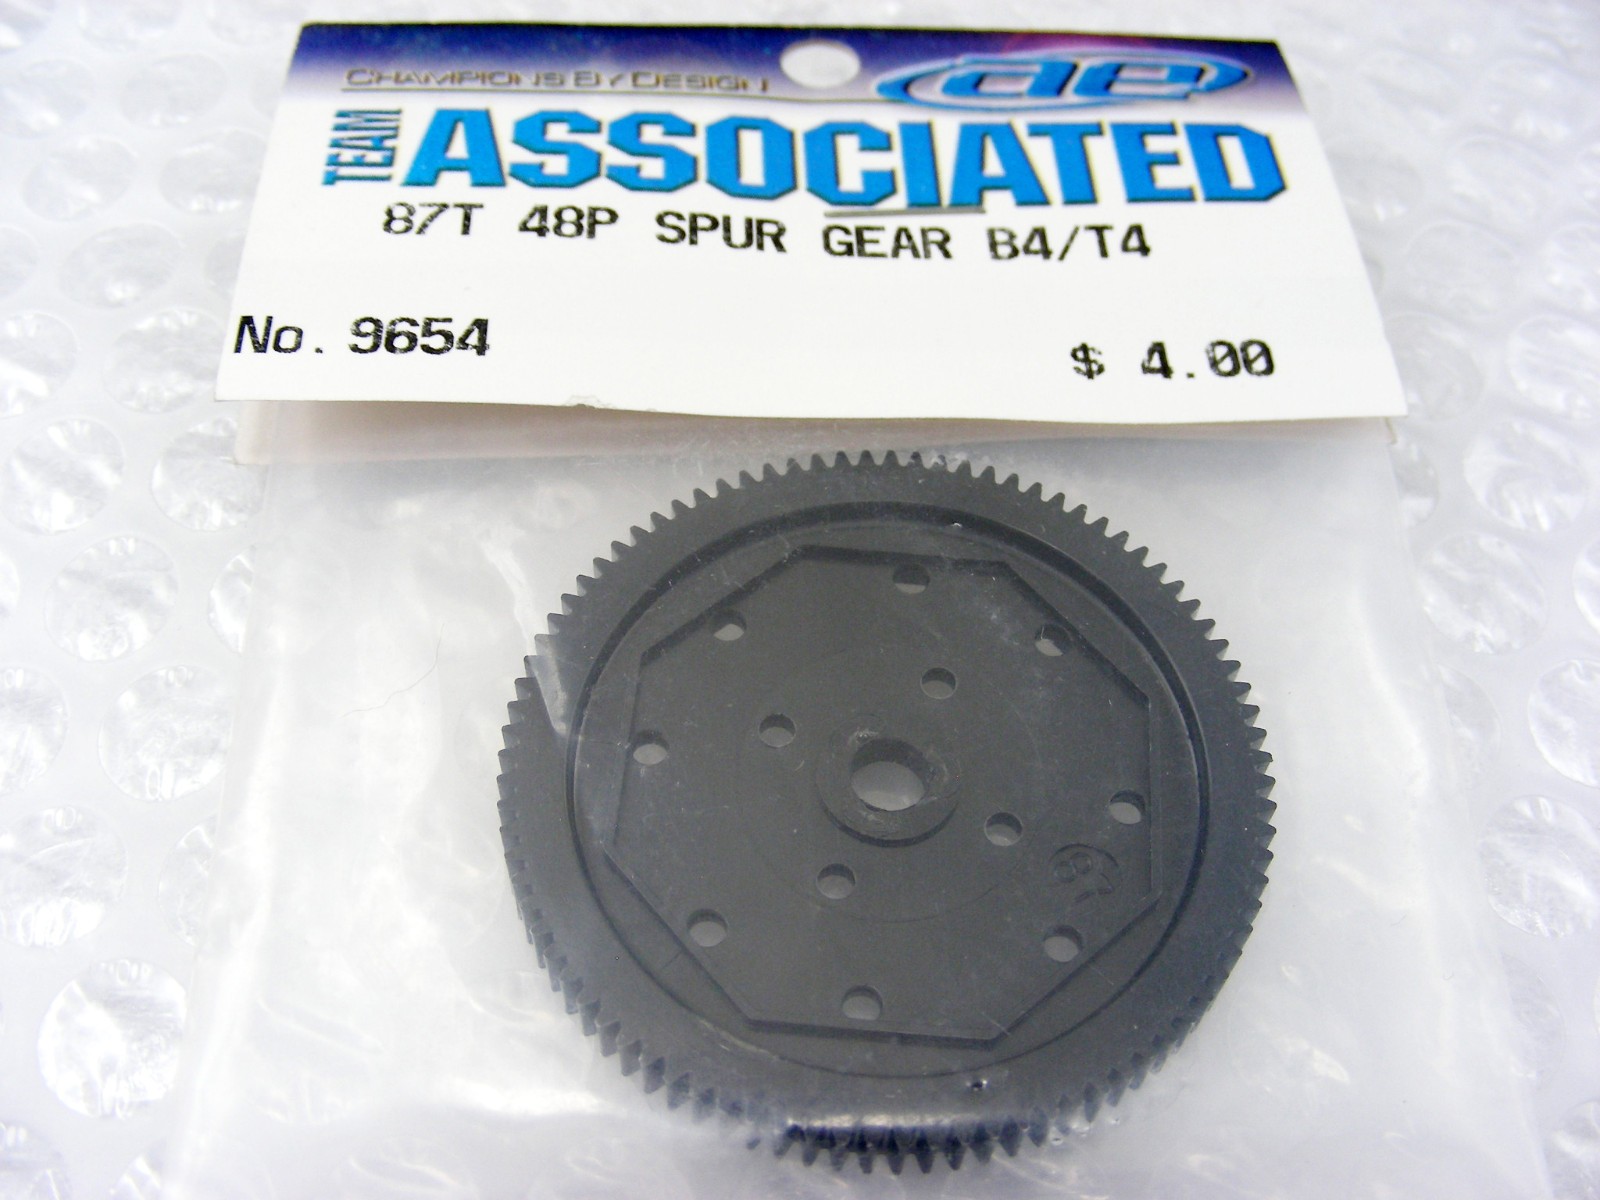 CHAMPIONS BY DESIGN
ae
TEAM
ASSOCIATED
87T 48P SPUR GEAR B4/T4
No. 9654
$ 4.00
87